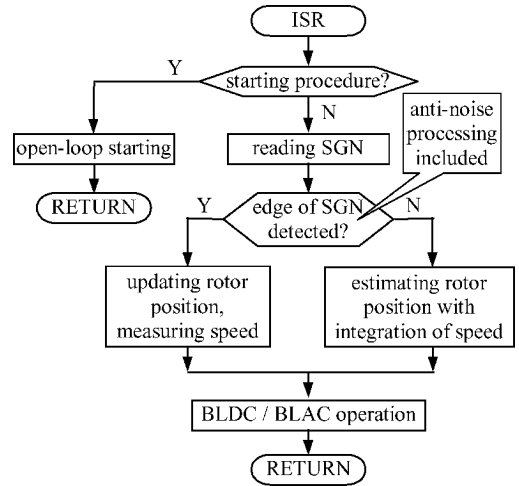 ISR
Y
starting procedure?
N
anti-noise
processing
included
open-loop starting
reading SGN
RETURN
Y
edge of SGN
detected?
N
updating rotor
position,
measuring speed
estimating rotor
position with
integration of speed
BLDC / BLAC operation
RETURN